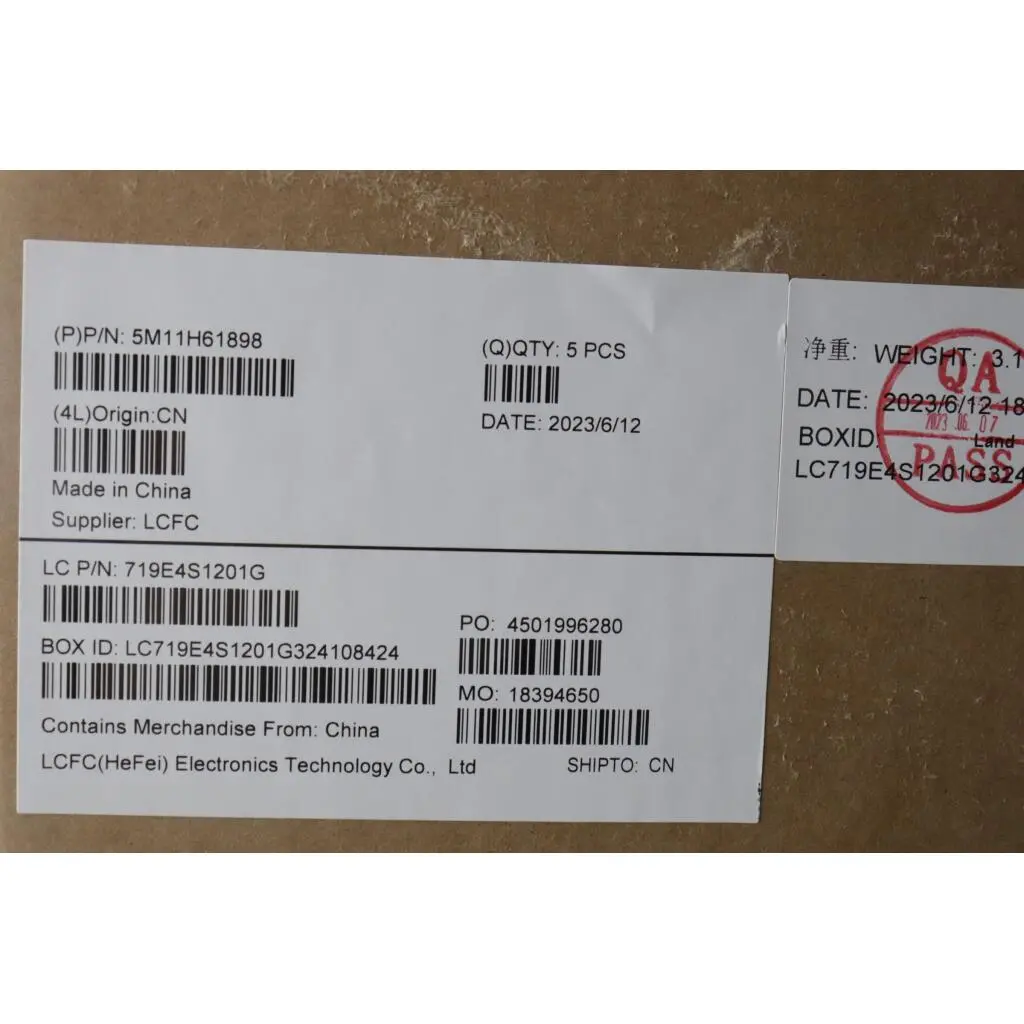 (P)P/N: 5M11H61898
(4L)Origin:CN
Made in China
Supplier: LCFC
(Q)QTY: 5 PCS
DATE: 2023/6/12
LC P/N: 719E4S1201G
BOX ID: LC719E4S1201G324108424
Contains Merchandise From: China
LCFC(HeFei) Electronics Technology Co., Ltd
PO: 4501996280
MO: 18394650
SHIPTO: CN
净重: WEIGHT: 3.1
DATE: 2023/6/12 18
BOXID:
Land
LC719E4S1201G324
QA
2023.06.07
PASS